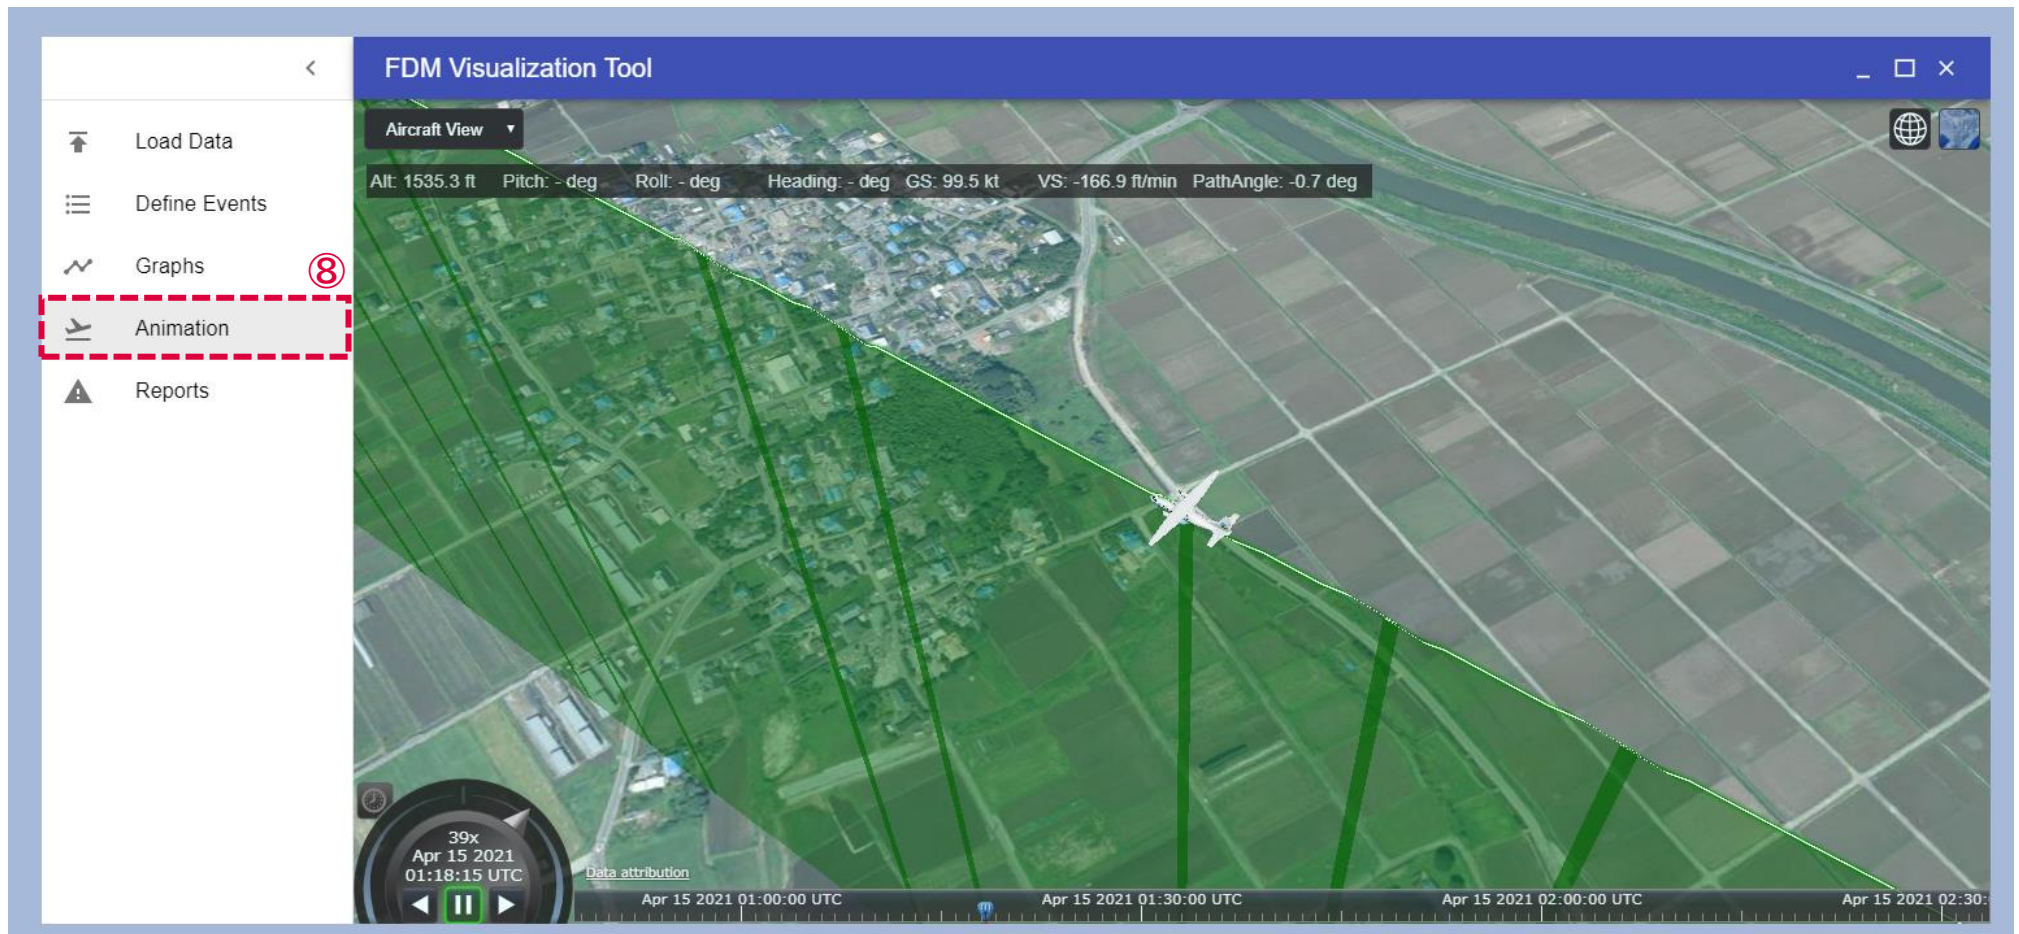 FDM Visualization Tool
Load Data
Define Events
Graphs
⑧
Animation
Reports
Aircraft View
Alt: 1535.3 ft Pitch: - deg Roll: - deg Heading: - deg GS: 99.5 kt VS: -166.9 ft/min PathAngle: -0.7 deg
39x
Apr 15 2021
01:18:15 UTC
Data attribution
Apr 15 2021 01:00:00 UTC Apr 15 2021 01:30:00 UTC Apr 15 2021 02:00:00 UTC Apr 15 2021 02:30: